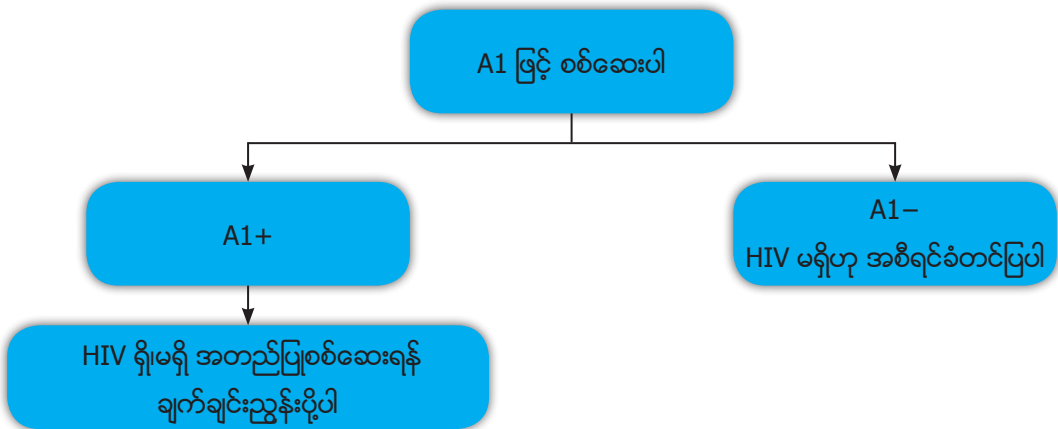 A1 ဖြင့် စစ်ဆေးပါ
A1+
A1–
HIV မရှိဟု အစီရင်ခံတင်ပြပါ
HIV ရှိ၊မရှိ အတည်ပြုစစ်ဆေးရန်
ချက်ချင်းညွှန်းပို့ပါ